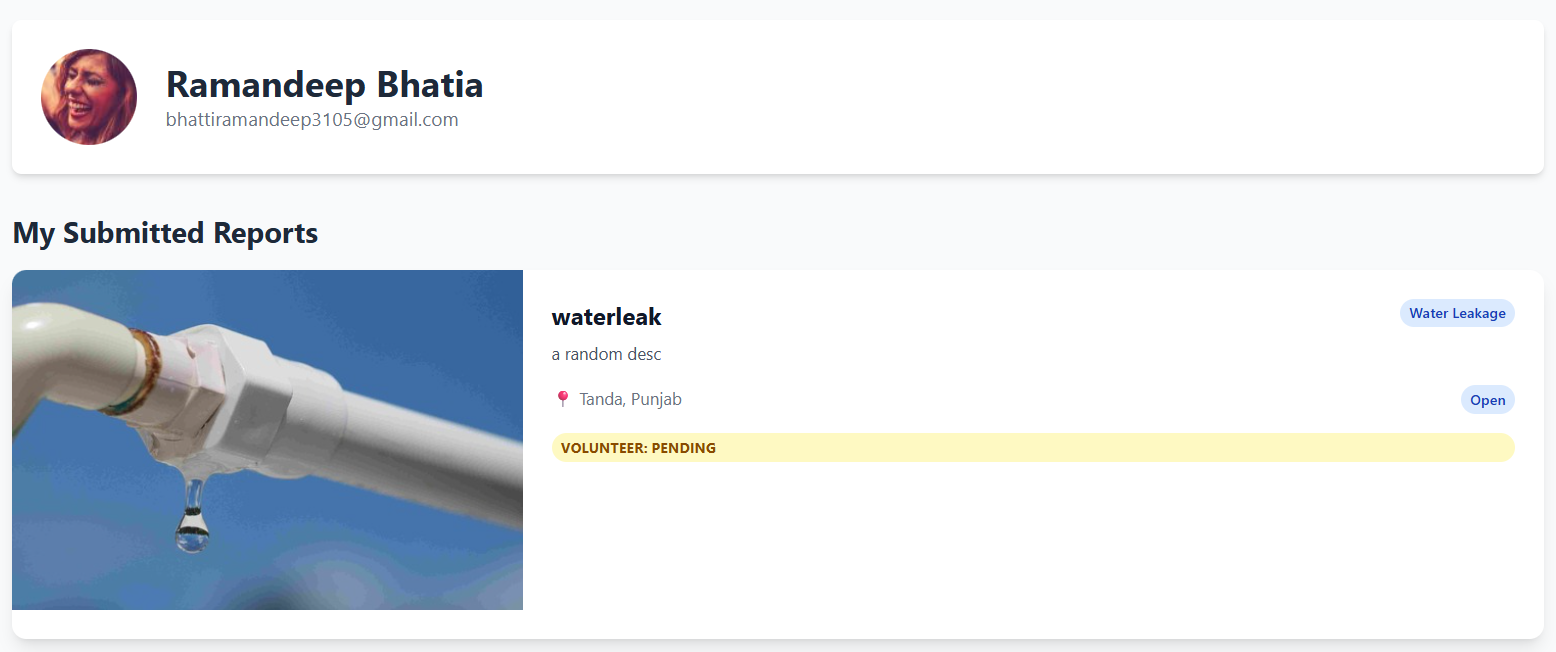 Ramandeep Bhatia
bhattiramandeep3105@gmail.com
My Submitted Reports
waterleak
Water Leakage
a random desc
Tanda, Punjab
Open
VOLUNTEER: PENDING